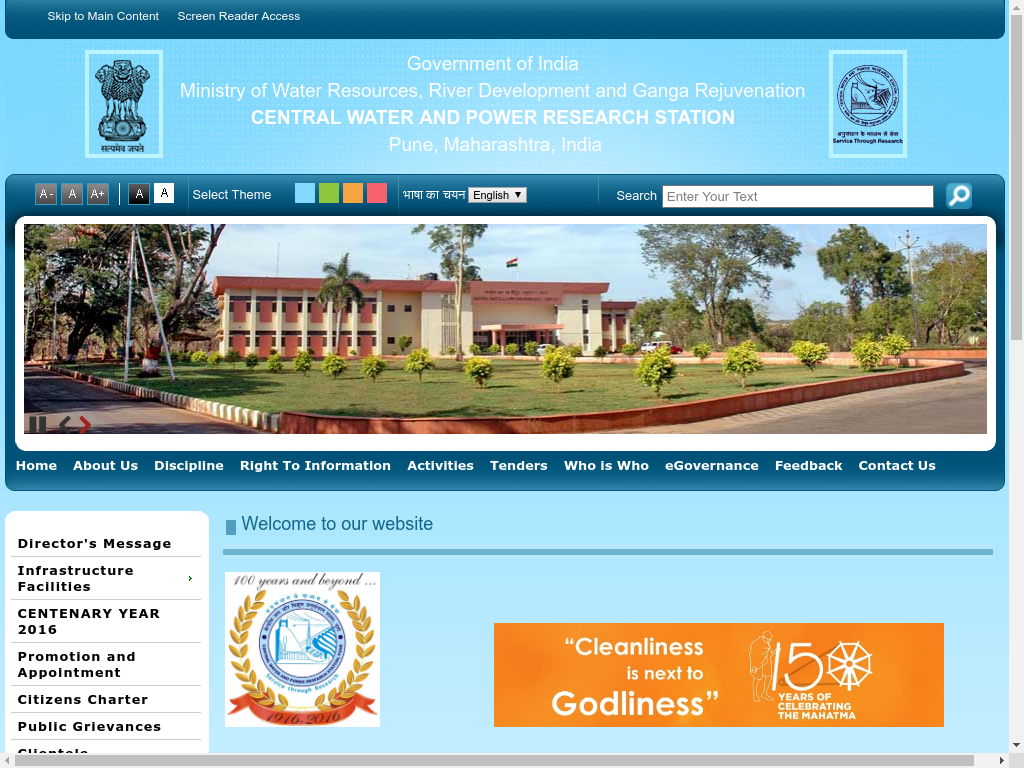 Skip to Main Content Screen Reader Access
Government of India
Ministry of Water Resources, River Development and Ganga Rejuvenation
CENTRAL WATER AND POWER RESEARCH STATION
Pune, Maharashtra, India
सत्यमेव जयते
अनुसंधान के माध्यम से सेवा
Service Through Research
A - A A+ A A Select Theme भाषा का चयन English ▼ Search Enter Your Text
Home About Us Discipline Right To Information Activities Tenders Who is Who eGovernance Feedback Contact Us
Director's Message
Infrastructure
Facilities
CENTENARY YEAR
2016
Promotion and
Appointment
Citizens Charter
Public Grievances
Clientele
Welcome to our website
100 years and beyond ...
अनुसंधान के माध्यम से सेवा
Service through Research
1916-2016
“Cleanliness
is next to
Godliness”
150
YEARS OF
CELEBRATING
THE MAHATMA